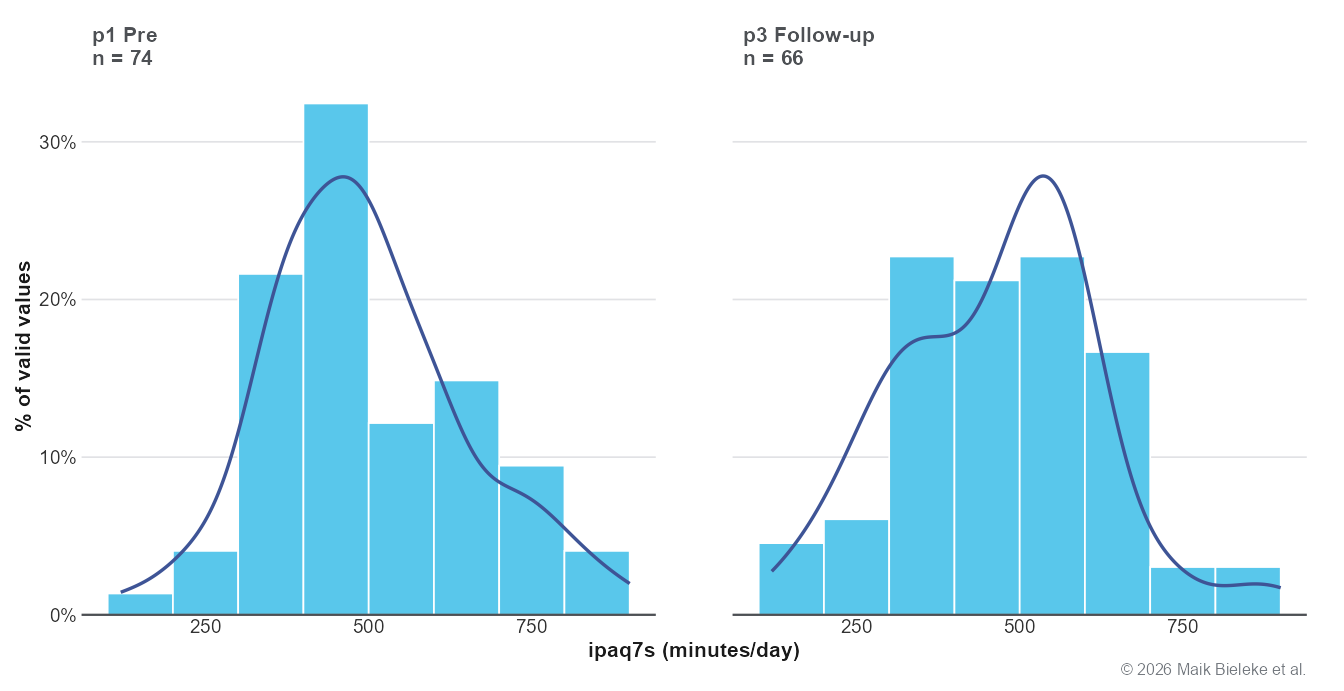 p1 Pre
n = 74
p3 Follow-up
n = 66
30%
20%
10%
0%
% of valid values
250 500 750
250 500 750
ipaq7s (minutes/day)
© 2026 Maik Bieleke et al.